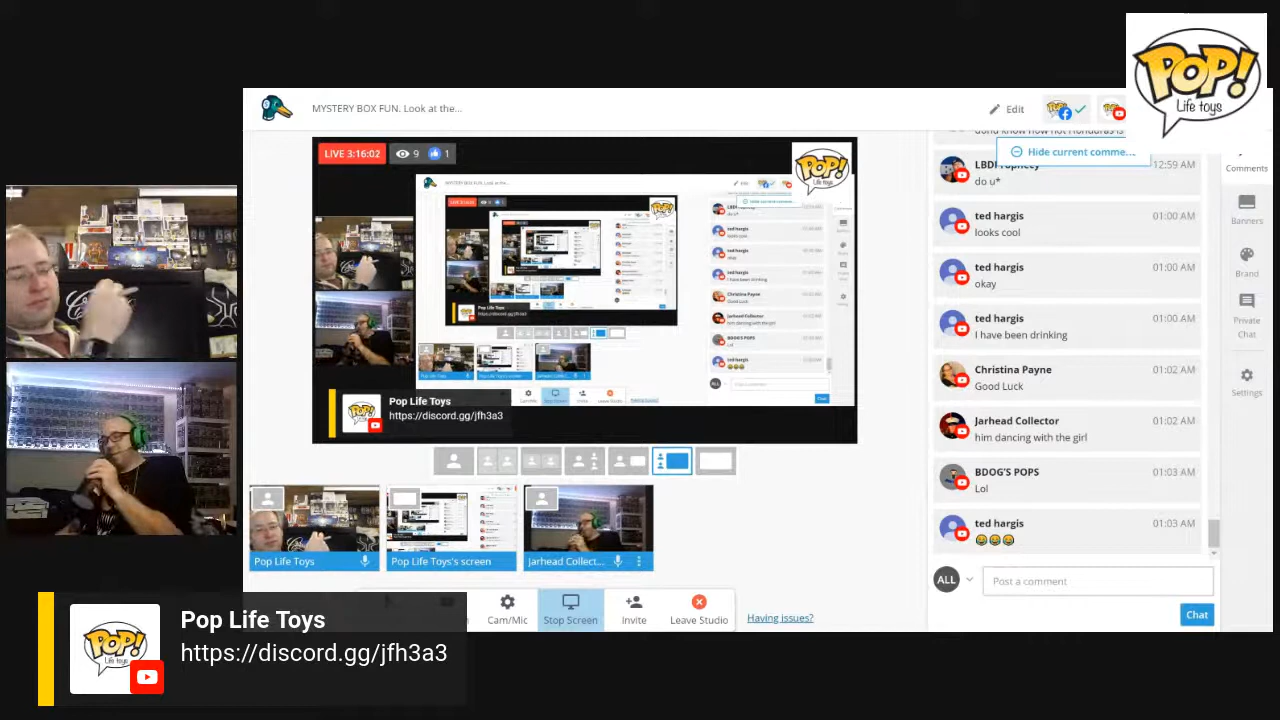 POP!
Life toys
MYSTERY BOX FUN. Look at the...
Edit
Hide current comme...
LIVE 3:16:02
9
1
12:59 AM
do u*
ted hargis
01:00 AM
looks cool
ted hargis
01:00 AM
okay
ted hargis
01:00 AM
I have been drinking
Christina Payne
01:02 AM
Good Luck
Jarhead Collector
01:02 AM
him dancing with the girl
BDOG'S POPS
01:03 AM
Lol
ted hargis
01:03 AM
😂😂😂
ALL
Post a comment
Chat
Comments
Banners
Brand
Private
Chat
Settings
Pop Life Toys
https://discord.gg/jfh3a3
Pop Life Toys
Pop Life Toys's screen
Jarhead Collect...
Cam/Mic
Stop Screen
Invite
Leave Studio
Having issues?
Pop Life Toys
https://discord.gg/jfh3a3